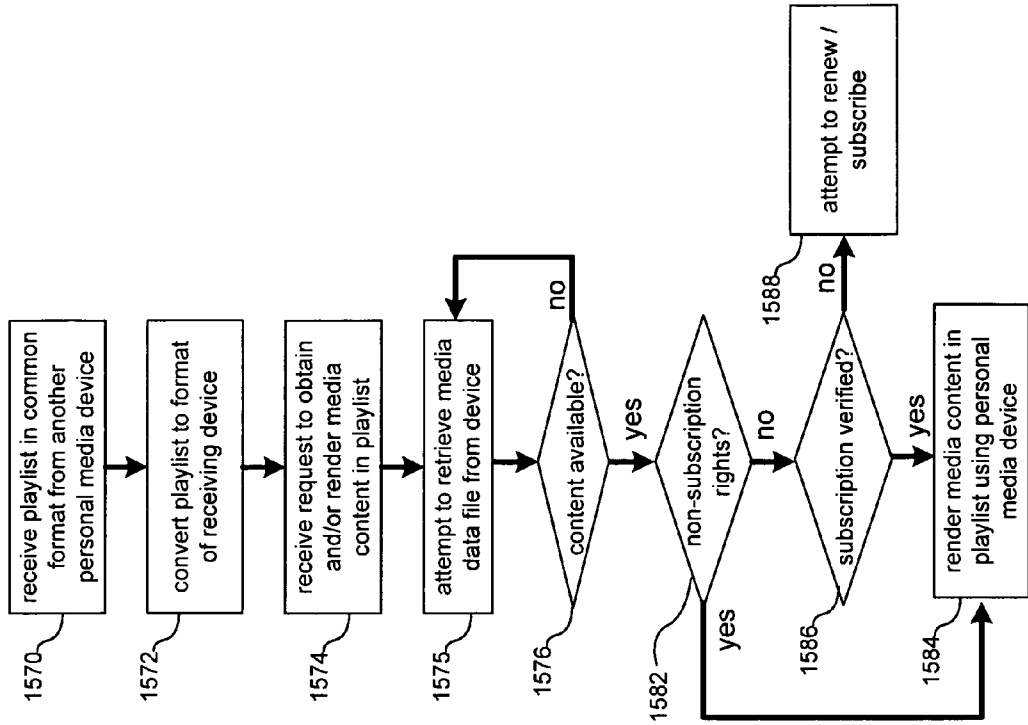 1570
receive playlist in common
format from another
personal media device
1572
convert playlist to format
of receiving device
1574
receive request to obtain
and/or render media
content in playlist
1575
attempt to retrieve media
data file from device
1576
content available?
no
yes
1582
non-subscription
rights?
yes
no
1586
subscription verified?
no
yes
1588
attempt to renew /
subscribe
1584
render media content in
playlist using personal
media device